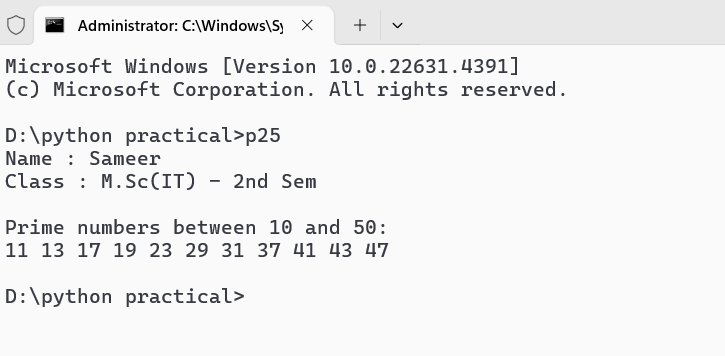 Administrator: C:\Windows\Sy
Microsoft Windows [Version 10.0.22631.4391]
(c) Microsoft Corporation. All rights reserved.
D:\python practical>p25
Name : Sameer
Class : M.Sc(IT) - 2nd Sem
Prime numbers between 10 and 50:
11 13 17 19 23 29 31 37 41 43 47
D:\python practical>